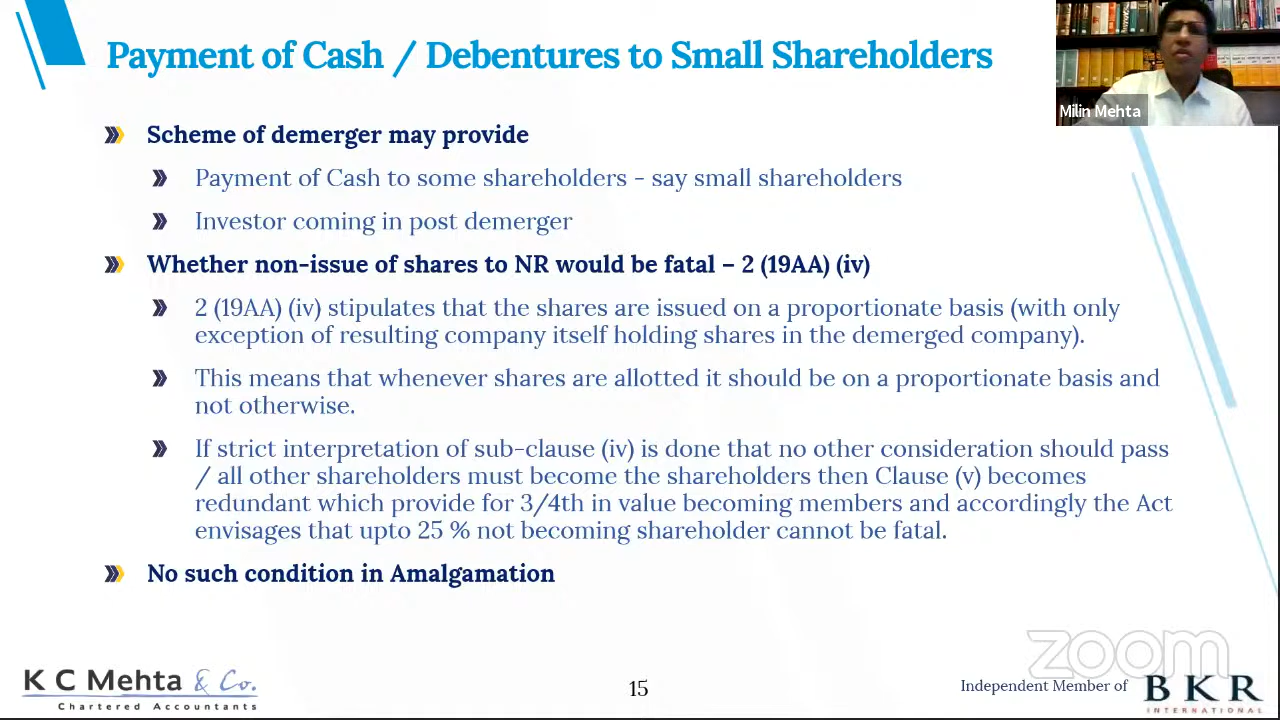 Payment of Cash / Debentures to Small Shareholders
Milin Mehta
Scheme of demerger may provide
Payment of Cash to some shareholders - say small shareholders
Investor coming in post demerger
Whether non-issue of shares to NR would be fatal – 2 (19AA) (iv)
2 (19AA) (iv) stipulates that the shares are issued on a proportionate basis (with only
exception of resulting company itself holding shares in the demerged company).
This means that whenever shares are allotted it should be on a proportionate basis and
not otherwise.
If strict interpretation of sub-clause (iv) is done that no other consideration should pass
/ all other shareholders must become the shareholders then Clause (v) becomes
redundant which provide for 3/4th in value becoming members and accordingly the Act
envisages that upto 25 % not becoming shareholder cannot be fatal.
No such condition in Amalgamation
zoom
K C Mehta & Co.
Chartered Accountants
15
Independent Member of
BKR
INTERNATIONAL